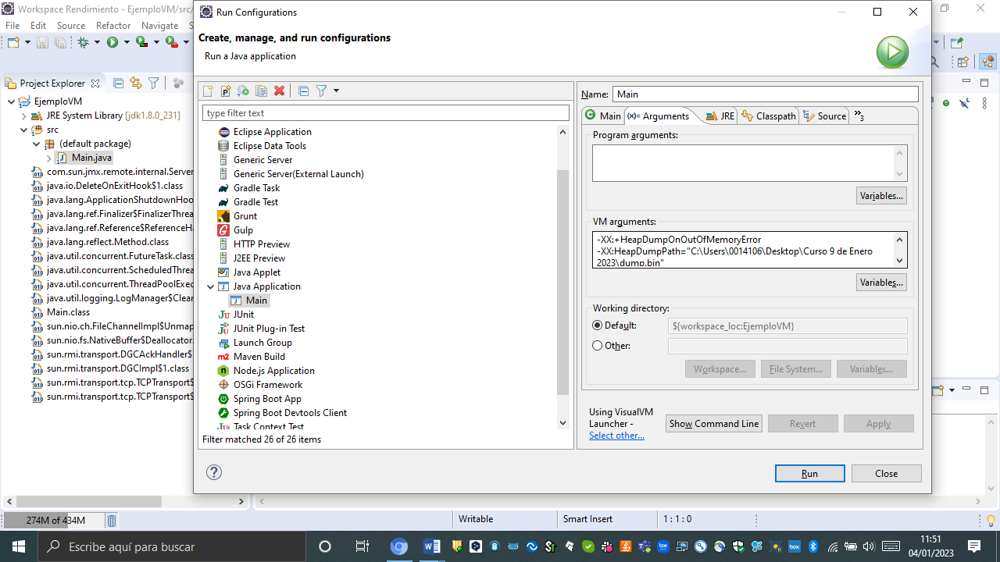 Workspace Rendimiento - EjemploVM/src/
File Edit Source Refactor Navigate S
Project Explorer
EjemploVM
JRE System Library [jdk1.8.0_231]
src
(default package)
Main.java
com.sun.jmx.remote.internal.Server
java.io.DeleteOnExitHook$1.class
java.lang.ApplicationShutdownHoo
java.lang.ref.Finalizer$FinalizerThrea
java.lang.ref.Reference$ReferenceHa
java.lang.reflect.Method.class
java.util.concurrent.FutureTask.class
java.util.concurrent.ScheduledThrea
java.util.concurrent.ThreadPoolExec
java.util.logging.LogManager$Clean
Main.class
sun.nio.ch.FileChannelImpl$Unmap
sun.nio.fs.NativeBuffer$Deallocator.
sun.rmi.transport.DGCAckHandler$
sun.rmi.transport.DGCImpl$1.class
sun.rmi.transport.tcp.TCPTransport$
sun.rmi.transport.tcp.TCPTransport$
Run Configurations
Create, manage, and run configurations
Run a Java application
type filter text
Eclipse Application
Eclipse Data Tools
Generic Server
Generic Server(External Launch)
Gradle Task
Gradle Test
Grunt
Gulp
HTTP Preview
J2EE Preview
Java Applet
Java Application
Main
JUnit
JUnit Plug-in Test
Launch Group
Maven Build
Node.js Application
OSGi Framework
Spring Boot App
Spring Boot Devtools Client
Task Context Test
Filter matched 26 of 26 items
Name: Main
Main (x)= Arguments JRE Classpath Source »3
Program arguments:
Variables...
VM arguments:
-XX:+HeapDumpOnOutOfMemoryError
-XX:HeapDumpPath="C:\Users\0014106\Desktop\Curso 9 de Enero
2023\dump.bin"
Variables...
Working directory:
Default: ${workspace_loc:EjemploVM}
Other:
Workspace... File System... Variables...
Using VisualVM
Launcher -
Select other...
Show Command Line Revert Apply
Run Close
274M of 434M Writable Smart Insert 1 : 1 : 0
Escribe aquí para buscar
11:51
04/01/2023